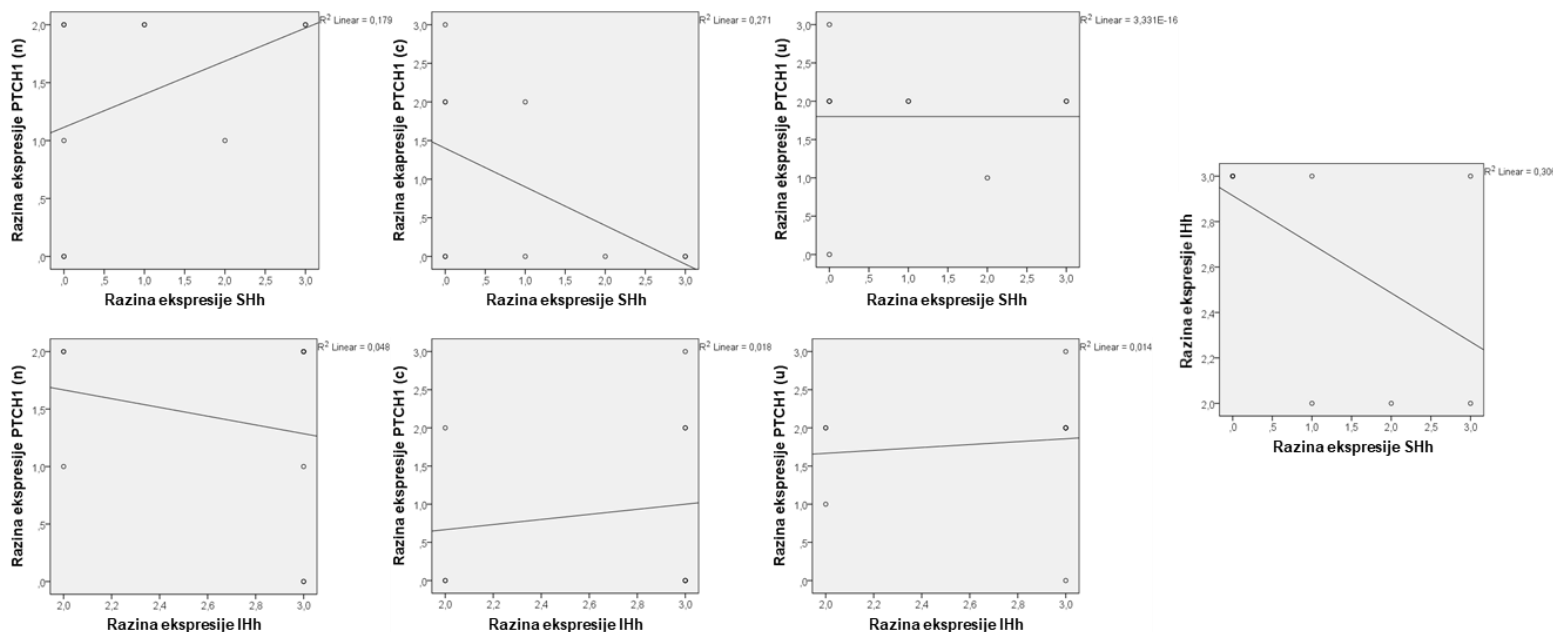 R² Linear = 0,179
Razina ekspresije PTCH1 (n)
2,0
1,5
1,0
,5
,0
,0 ,5 1,0 1,5 2,0 2,5 3,0
Razina ekspresije SHh
R² Linear = 0,271
Razina ekapresije PTCH1 (c)
3,0
2,5
2,0
1,5
1,0
,5
,0
,0 ,5 1,0 1,5 2,0 2,5 3,0
Razina ekspresije SHh
R² Linear = 3,331E-16
Razina ekspresije PTCH1 (u)
3,0
2,5
2,0
1,5
1,0
,5
,0
,0 ,5 1,0 1,5 2,0 2,5 3,0
Razina ekspresije SHh
R² Linear = 0,306
Razina ekspresije IHh
3,0
2,8
2,6
2,4
2,2
2,0
,0 ,5 1,0 1,5 2,0 2,5 3,0
Razina ekspresije SHh
R² Linear = 0,048
Razina ekspresije PTCH1 (n)
2,0
1,5
1,0
,5
,0
2,0 2,2 2,4 2,6 2,8 3,0
Razina ekspresije IHh
R² Linear = 0,018
Razina ekspresije PTCH1 (c)
3,0
2,5
2,0
1,5
1,0
,5
,0
2,0 2,2 2,4 2,6 2,8 3,0
Razina ekspresije IHh
R² Linear = 0,014
Razina ekspresije PTCH1 (u)
3,0
2,5
2,0
1,5
1,0
,5
,0
2,0 2,2 2,4 2,6 2,8 3,0
Razina ekspresije IHh